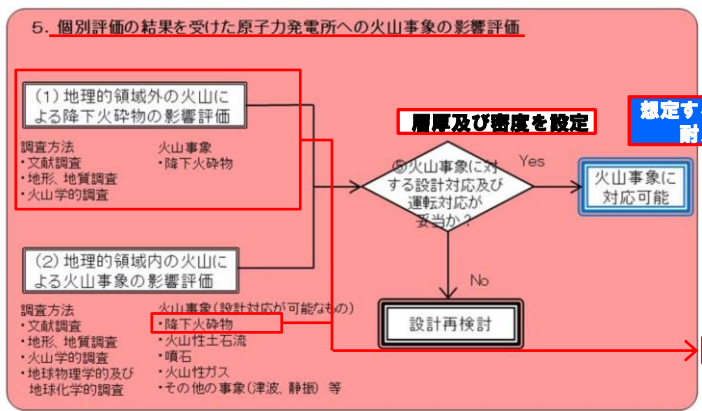 5. 個別評価の結果を受けた原子力発電所への火山事象の影響評価
(1)地理的領域外の火山に
よる降下火砕物の影響評価
調査方法
・文献調査
・地形、地質調査
・火山学的調査
火山事象
・降下火砕物
層厚及び密度を設定
想定す
耐
⑤火山事象に対
する設計対応及び
運転対応が
妥当か?
Yes
火山事象に
対応可能
No
設計再検討
(2)地理的領域内の火山に
よる火山事象の影響評価
調査方法
・文献調査
・地形、地質調査
・火山学的調査
・地球物理学的及び
地球化学的調査
火山事象(設計対応が可能なもの)
・降下火砕物
・火山性土石流
・噴石
・火山性ガス
・その他の事象(津波、静振) 等